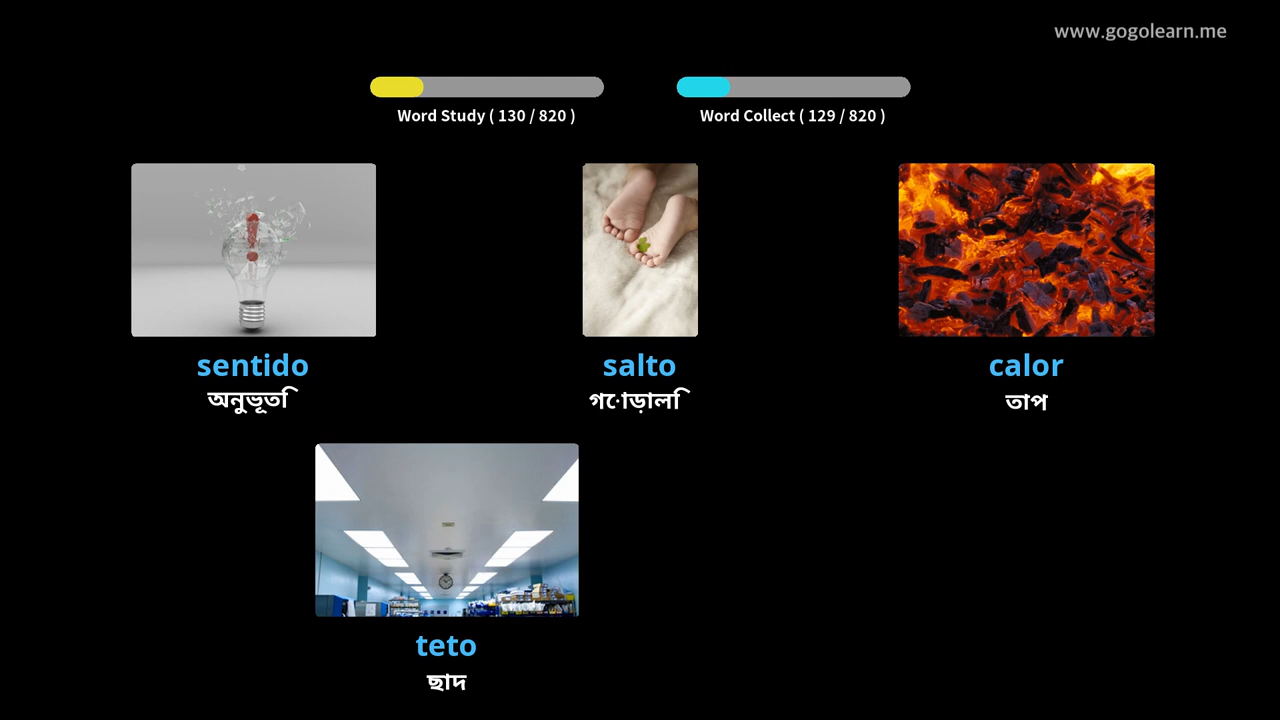 www.gogolearn.me
Word Study ( 130 / 820 )
Word Collect ( 129 / 820 )
sentido
অনুভূতি
salto
গোড়ালি
calor
তাপ
teto
ছাদ